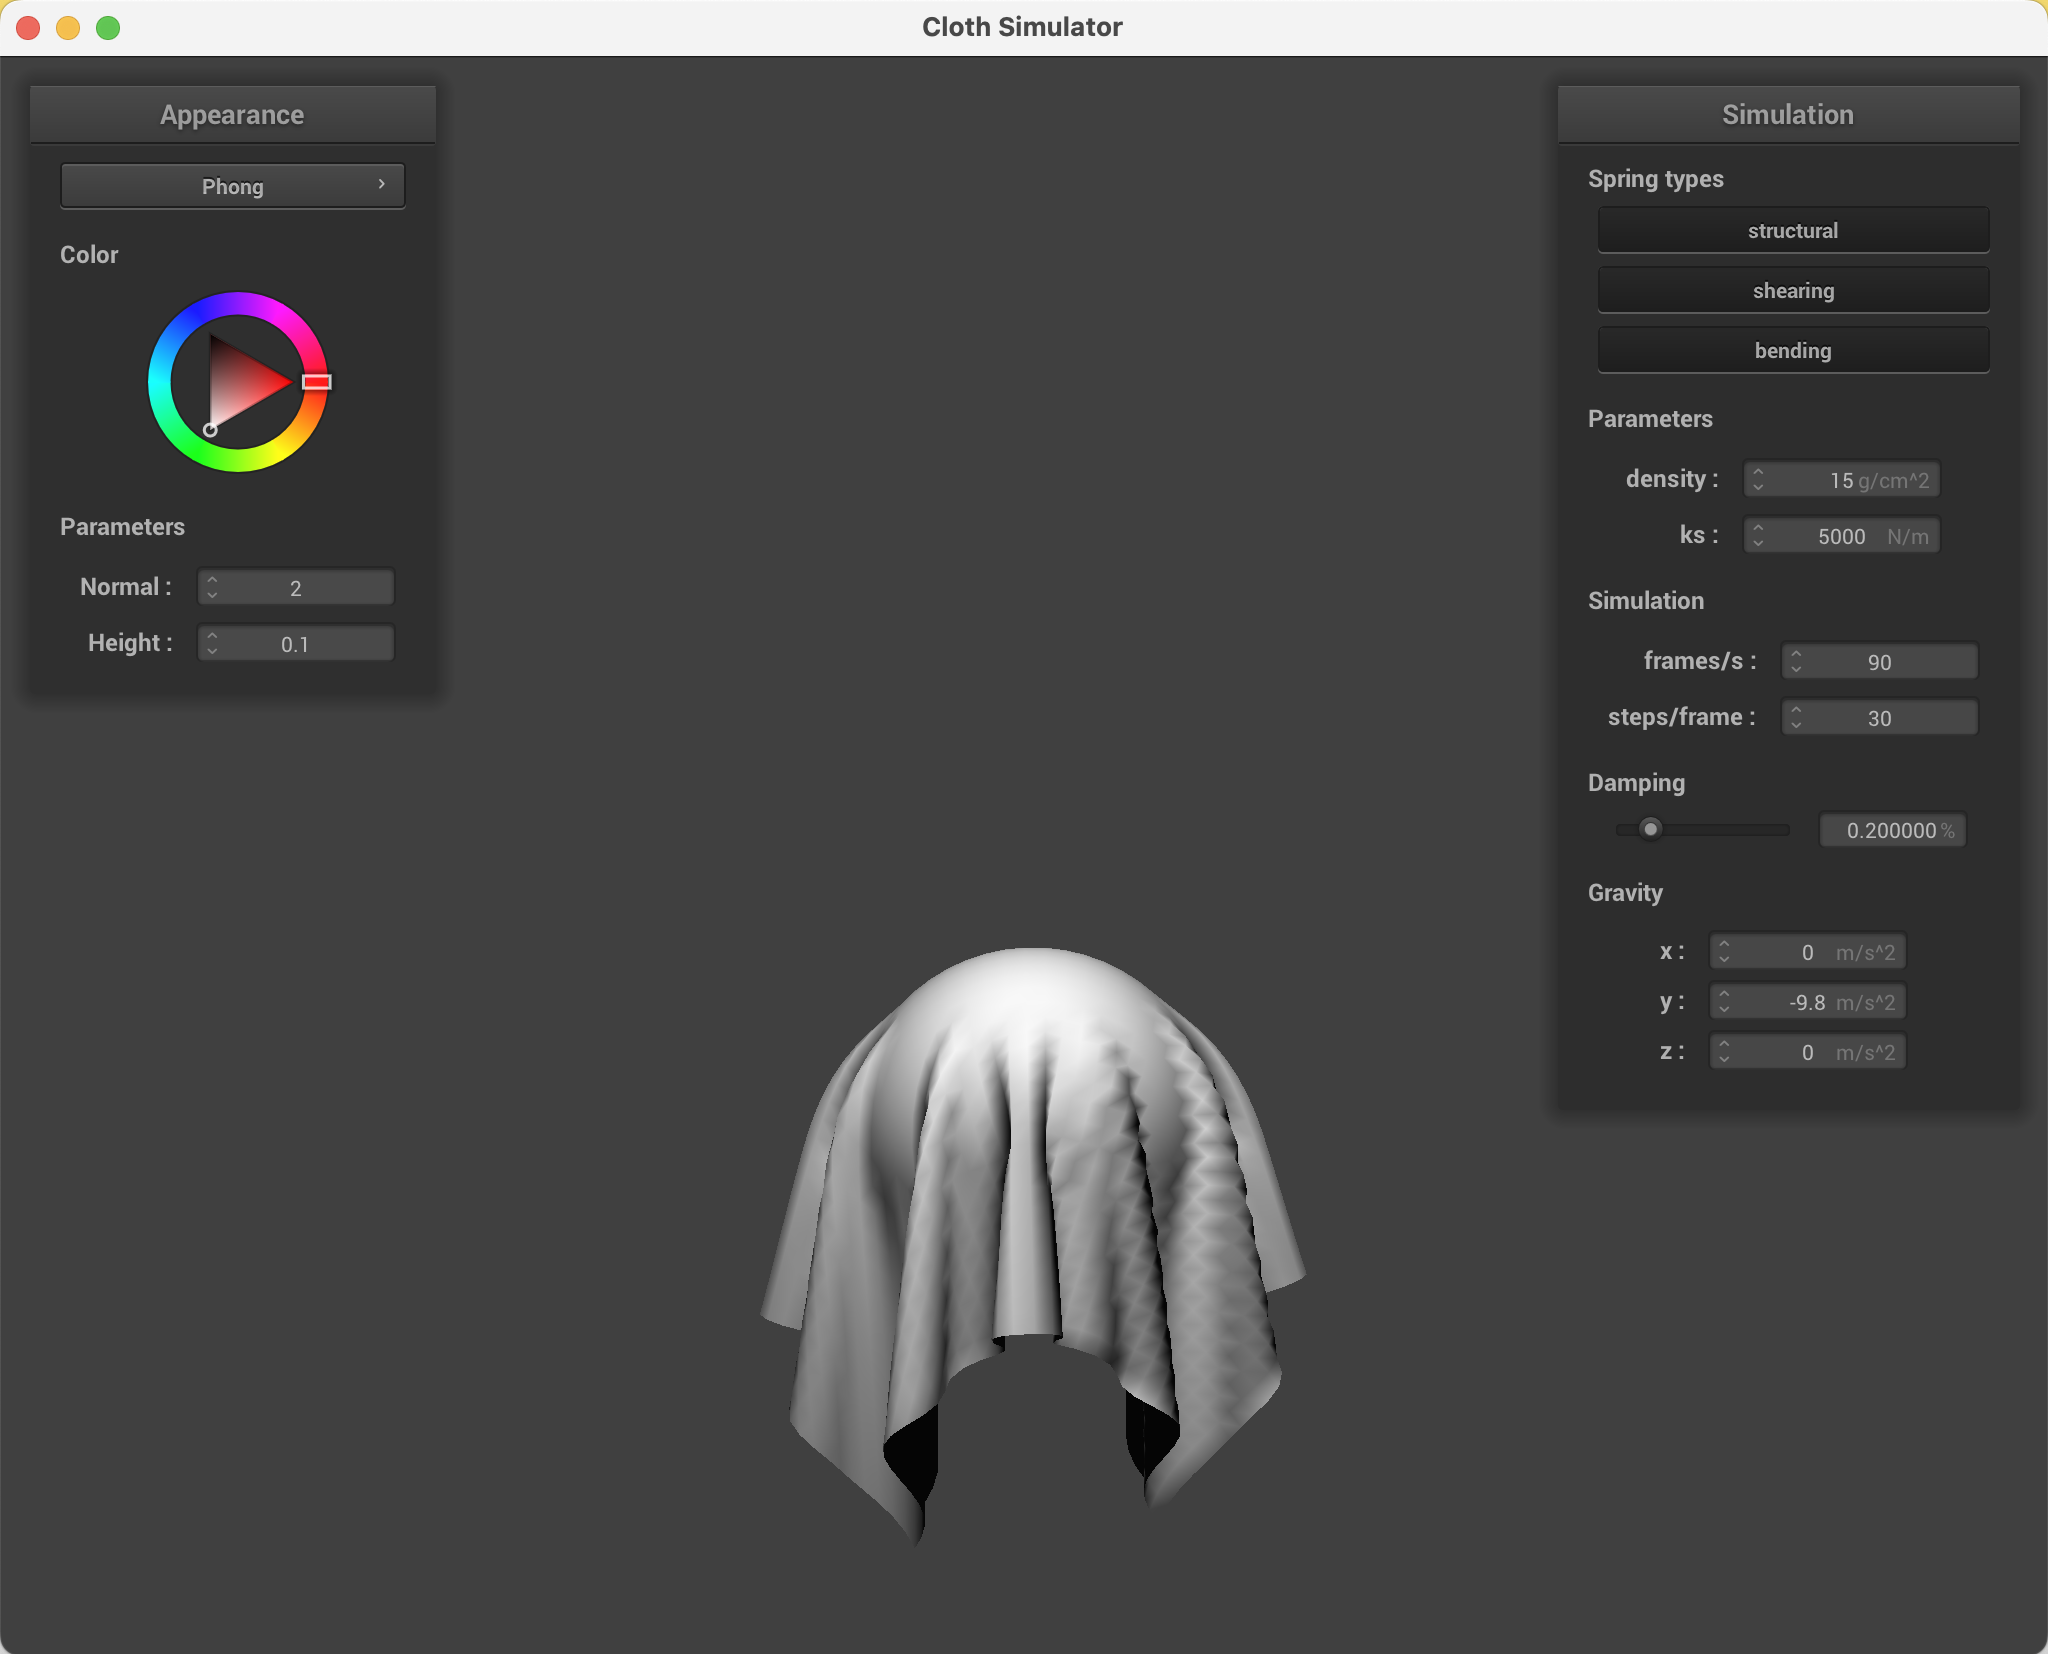 Cloth Simulator
Appearance
Phong
Color
Parameters
Normal : 2
Height : 0.1
Simulation
Spring types
structural
shearing
bending
Parameters
density : 15 g/cm^2
ks : 5000 N/m
Simulation
frames/s : 90
steps/frame : 30
Damping
0.200000 %
Gravity
x : 0 m/s^2
y : -9.8 m/s^2
z : 0 m/s^2